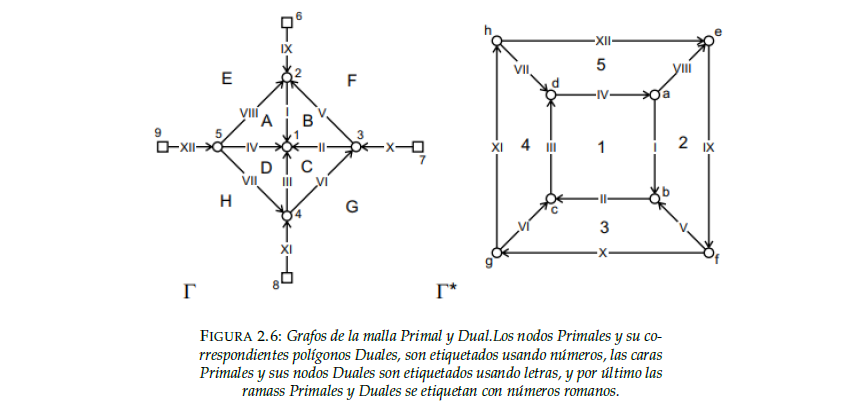 6
IX
E
2
F
VIII
A
I
B
V
9
5
1
3
XII
IV
II
X
7
D
C
VII
III
VI
H
4
G
XI
8
Γ
h
XII
e
VII
5
VIII
d
IV
a
XI
4
III
1
I
2
IX
II
b
c
VI
3
V
g
X
f
Γ*
FIGURA 2.6: Grafos de la malla Primal y Dual.Los nodos Primales y su co-
rrespondientes polígonos Duales, son etiquetados usando números, las caras
Primales y sus nodos Duales son etiquetados usando letras, y por último las
ramass Primales y Duales se etiquetan con números romanos.